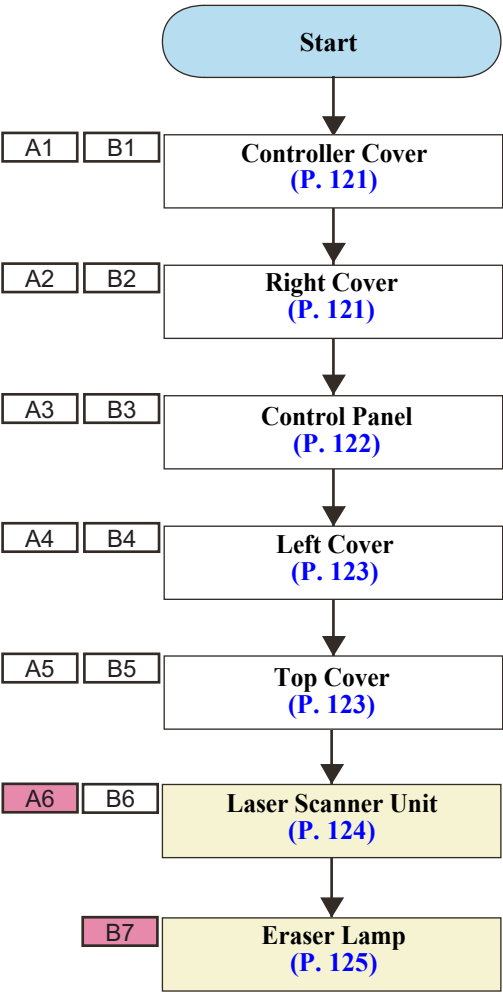 Start
A1 B1 Controller Cover
(P. 121)
A2 B2 Right Cover
(P. 121)
A3 B3 Control Panel
(P. 122)
A4 B4 Left Cover
(P. 123)
A5 B5 Top Cover
(P. 123)
A6 B6 Laser Scanner Unit
(P. 124)
B7 Eraser Lamp
(P. 125)